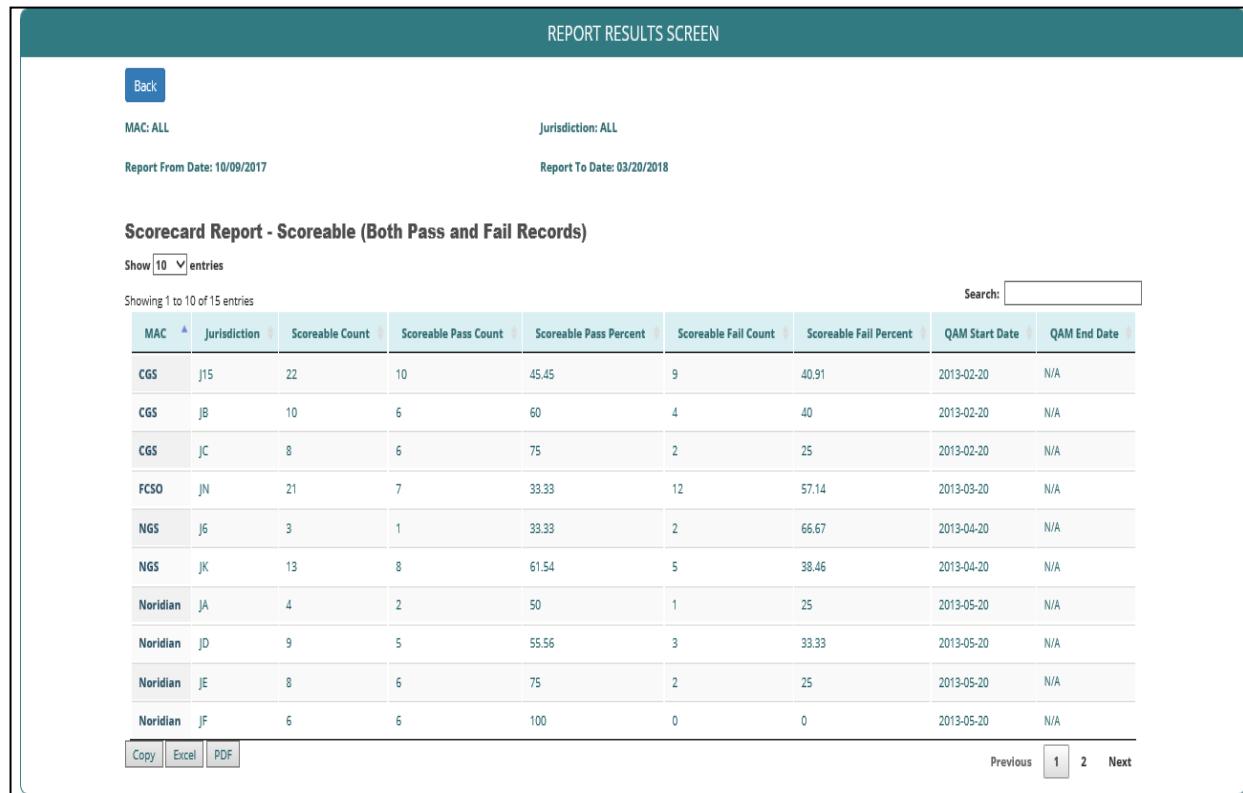 REPORT RESULTS SCREEN
Back
MAC: ALL Jurisdiction: ALL
Report From Date: 10/09/2017 Report To Date: 03/20/2018
Scorecard Report - Scoreable (Both Pass and Fail Records)
Show 10 entries
Showing 1 to 10 of 15 entries Search:
MAC Jurisdiction Scoreable Count Scoreable Pass Count Scoreable Pass Percent Scoreable Fail Count Scoreable Fail Percent QAM Start Date QAM End Date
CGS J15 22 10 45.45 9 40.91 2013-02-20 N/A
CGS JB 10 6 60 4 40 2013-02-20 N/A
CGS JC 8 6 75 2 25 2013-02-20 N/A
FCSO JN 21 7 33.33 12 57.14 2013-03-20 N/A
NGS J6 3 1 33.33 2 66.67 2013-04-20 N/A
NGS JK 13 8 61.54 5 38.46 2013-04-20 N/A
Noridian JA 4 2 50 1 25 2013-05-20 N/A
Noridian JD 9 5 55.56 3 33.33 2013-05-20 N/A
Noridian JE 8 6 75 2 25 2013-05-20 N/A
Noridian JF 6 6 100 0 0 2013-05-20 N/A
Copy Excel PDF Previous 1 2 Next